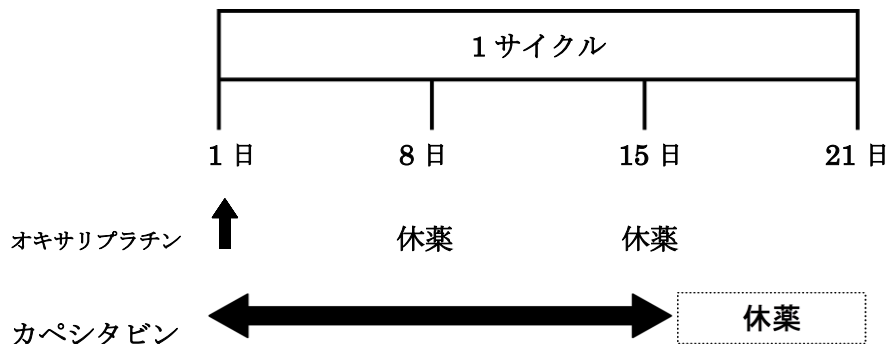 1サイクル
1日 8日 15日 21日
オキサリプラチン 休薬 休薬
カペシタビン 休薬